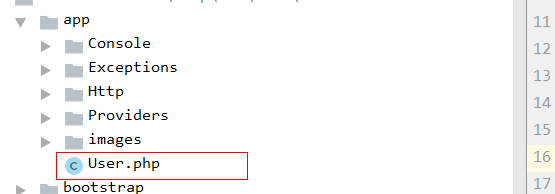 app
Console
Exceptions
Http
Providers
images
User.php
bootstrap
11
12
13
14
15
16
17